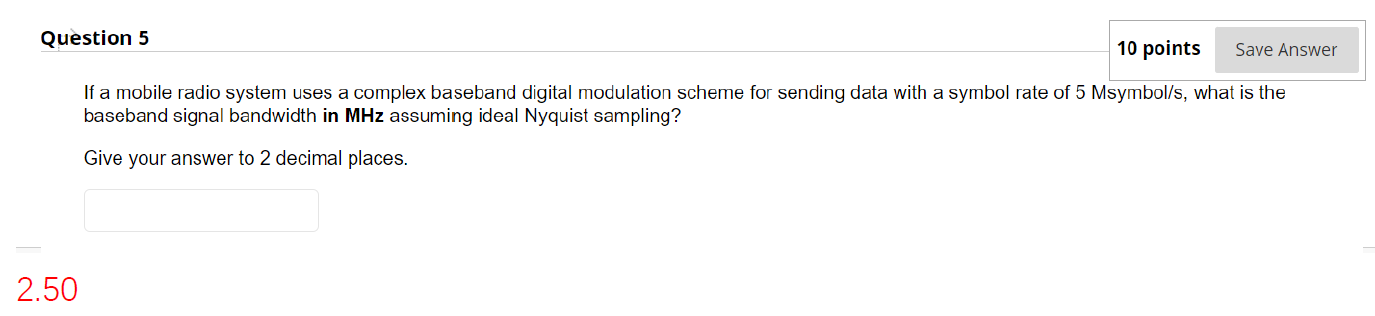 Question 5
10 points
Save Answer
If a mobile radio system uses a complex baseband digital modulation scheme for sending data with a symbol rate of 5 Msymbol/s, what is the
baseband signal bandwidth in MHz assuming ideal Nyquist sampling?
Give your answer to 2 decimal places.
2.50